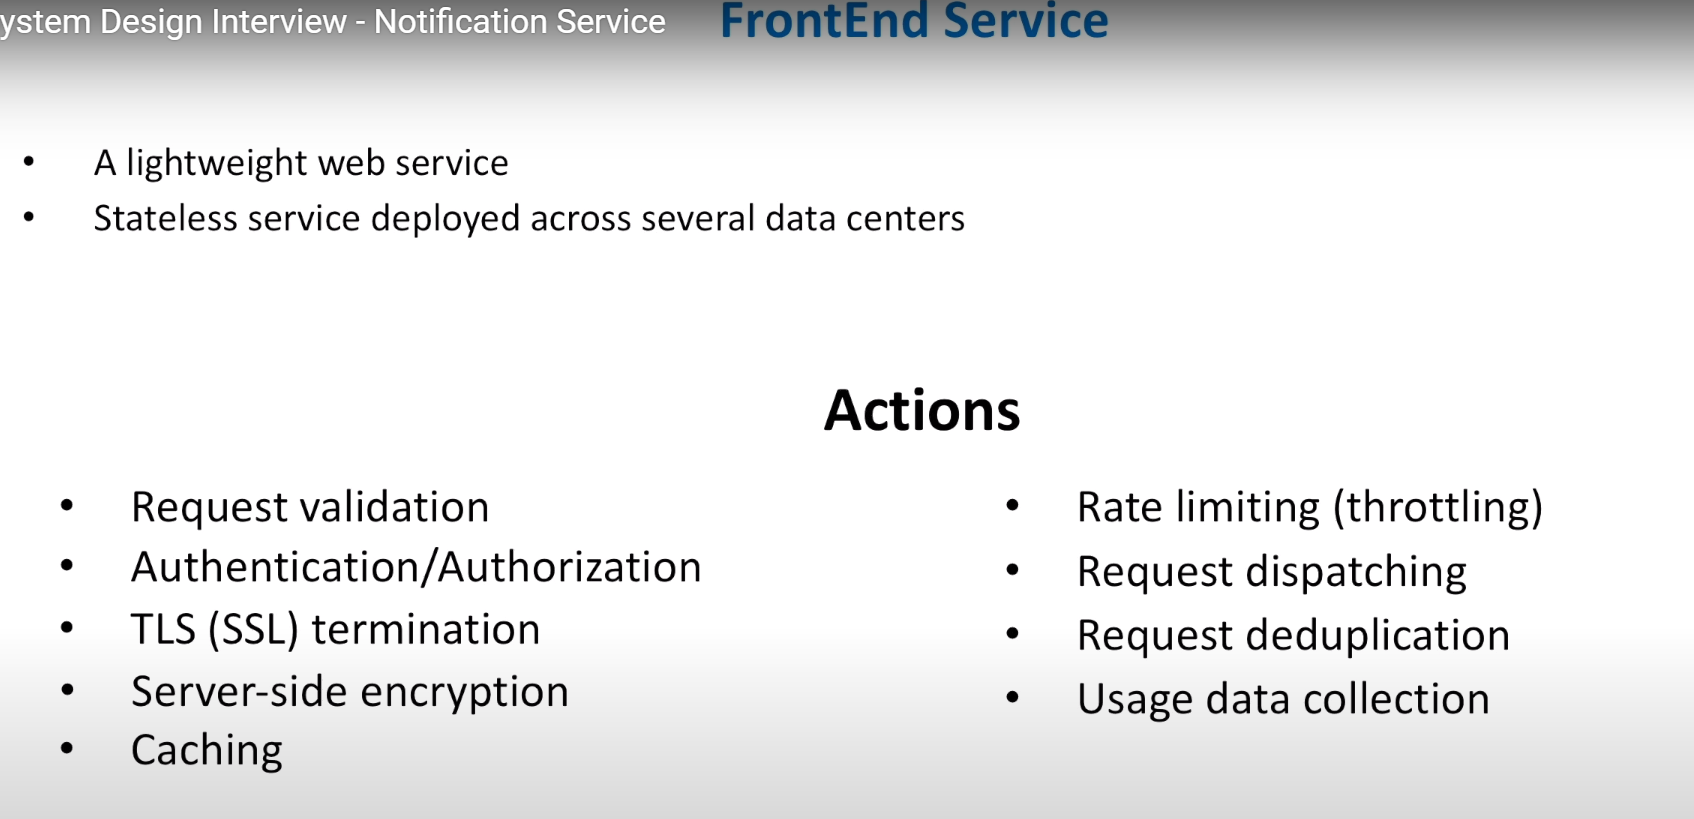 ystem Design Interview - Notification Service
FrontEnd Service
• A lightweight web service
• Stateless service deployed across several data centers
Actions
• Request validation
• Authentication/Authorization
• TLS (SSL) termination
• Server-side encryption
• Caching
• Rate limiting (throttling)
• Request dispatching
• Request deduplication
• Usage data collection